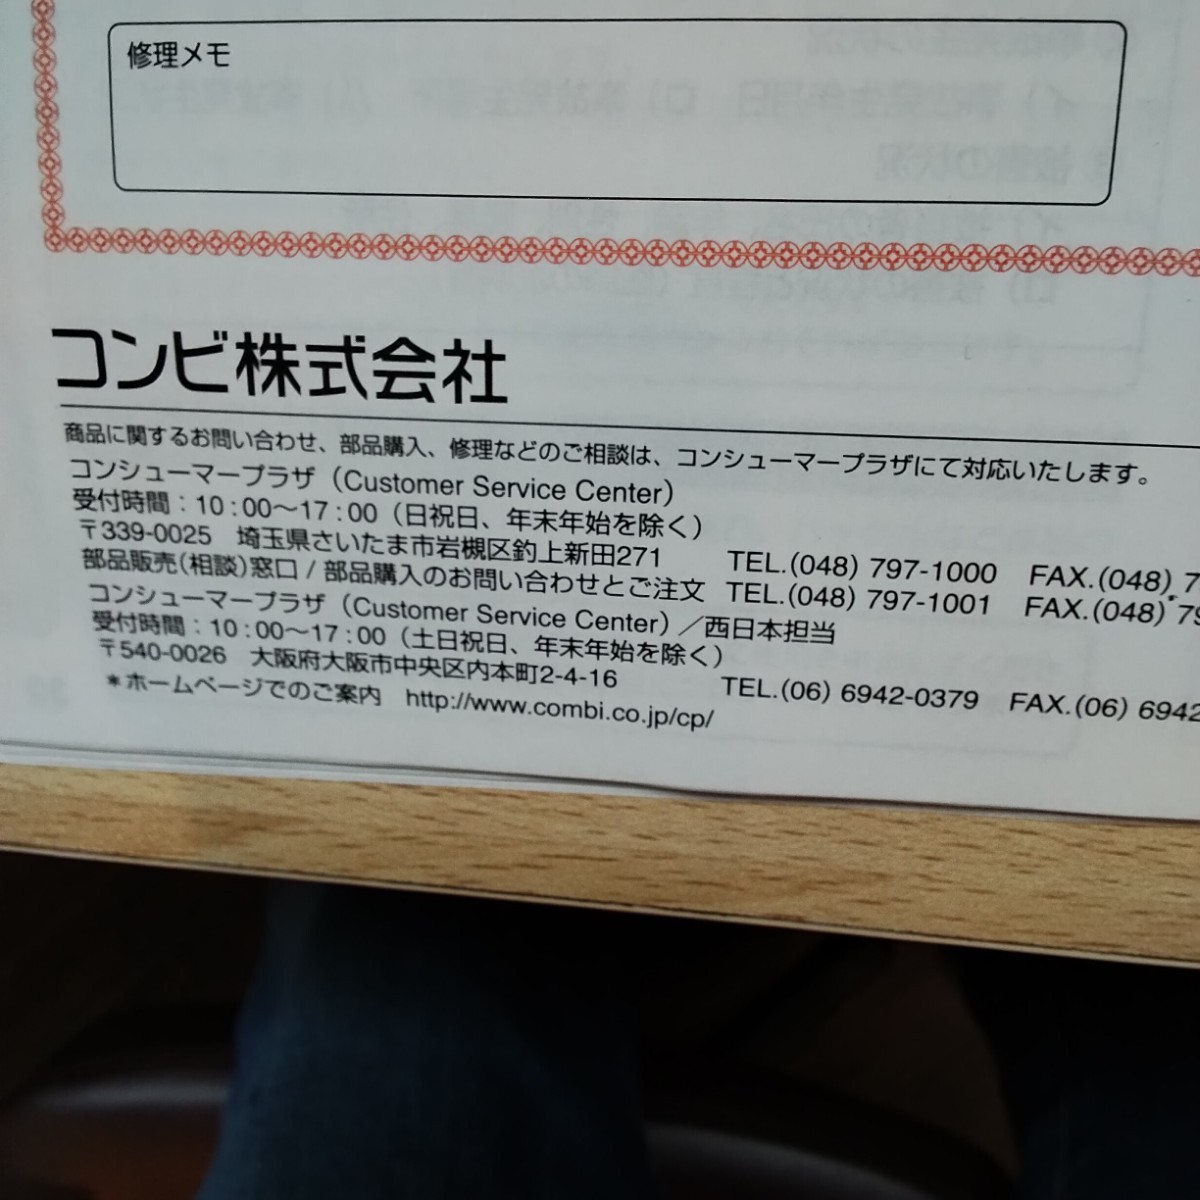 修理メモ
コンビ株式会社
商品に関するお問い合わせ、部品購入、修理などのご相談は、コンシューマープラザにて対応いたします。
コンシューマープラザ（Customer Service Center）
受付時間：10：00〜17：00（日祝日、年末年始を除く）
〒339-0025　埼玉県さいたま市岩槻区釣上新田271　TEL.(048) 797-1000　FAX.(048) 7
部品販売（相談）窓口 / 部品購入のお問い合わせとご注文　TEL.(048) 797-1001　FAX.(048) 79
コンシューマープラザ（Customer Service Center）／西日本担当
受付時間：10：00〜17：00（土日祝日、年末年始を除く）
〒540-0026　大阪府大阪市中央区内本町2-4-16　TEL.(06) 6942-0379　FAX.(06) 6942
＊ホームページでのご案内　http://www.combi.co.jp/cp/